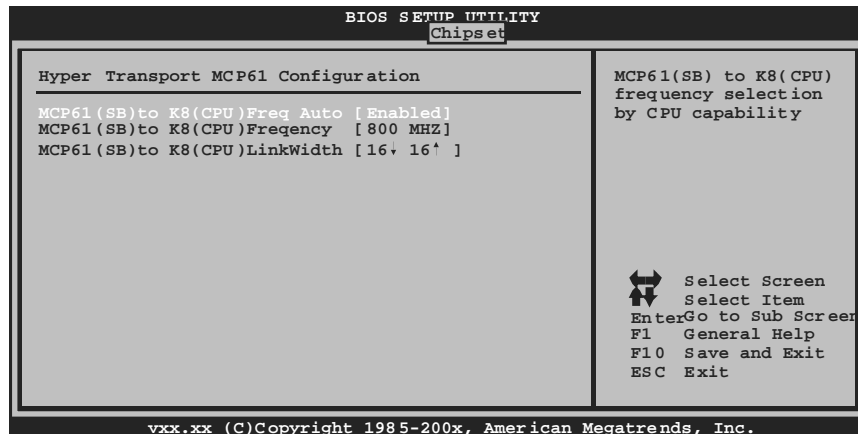 BIOS SETUP UTILITY
Chipset
Hyper Transport MCP61 Configuration
MCP61(SB)to K8(CPU)Freq Auto [Enabled]
MCP61(SB)to K8(CPU)Freqency [800 MHZ]
MCP61(SB)to K8(CPU)LinkWidth [16↓ 16↑ ]
MCP61(SB) to K8(CPU)
frequency selection
by CPU capability
Select Screen
Select Item
Enter Go to Sub Screen
F1 General Help
F10 Save and Exit
ESC Exit
vxx.xx (C)Copyright 1985-200x, American Megatrends, Inc.